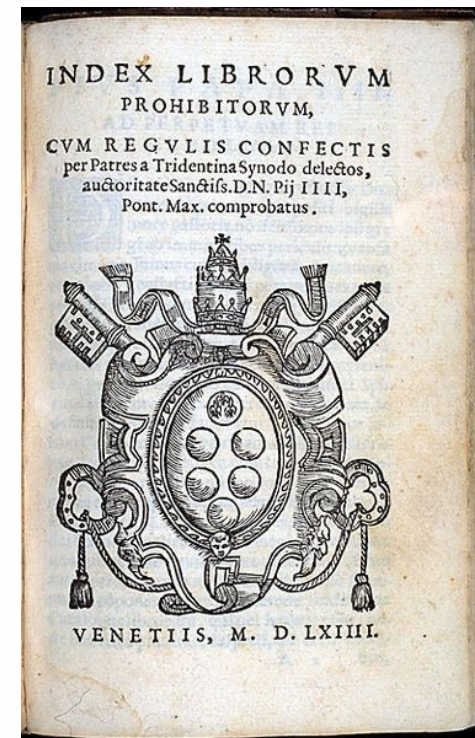 INDEX LIBRORVM
PROHIBITORVM,
CVM REGVLIS CONFECTIS
per Patres a Tridentina Synodo delectos,
auctoritate Sanctiſs. D.N. Pij IIII,
Pont. Max. comprobatus.
VENETIIS, M. D. LXIIII.